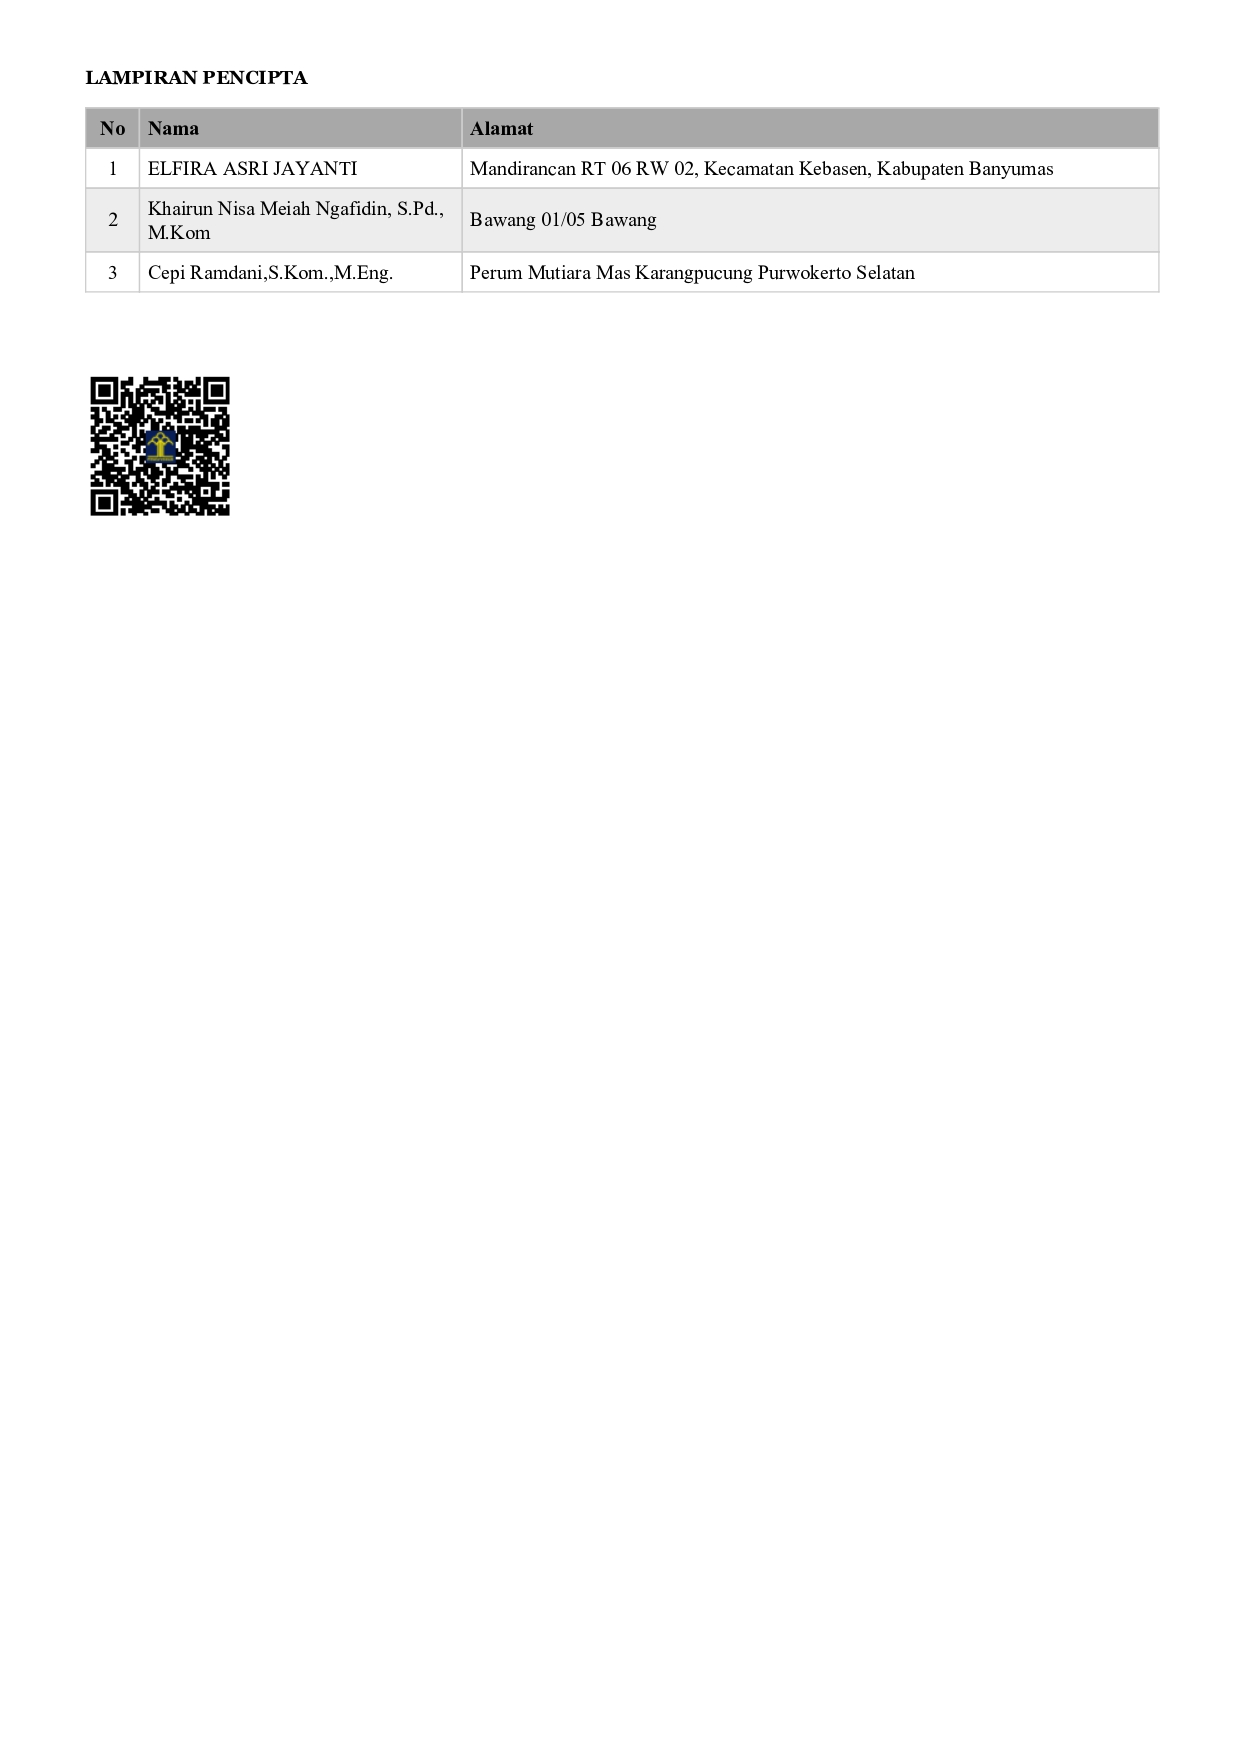 LAMPIRAN PENCIPTA
No Nama Alamat
1 ELFIRA ASRI JAYANTI Mandirancan RT 06 RW 02, Kecamatan Kebasen, Kabupaten Banyumas
2 Khairun Nisa Meiah Ngafidin, S.Pd., M.Kom Bawang 01/05 Bawang
3 Cepi Ramdani,S.Kom.,M.Eng. Perum Mutiara Mas Karangpucung Purwokerto Selatan